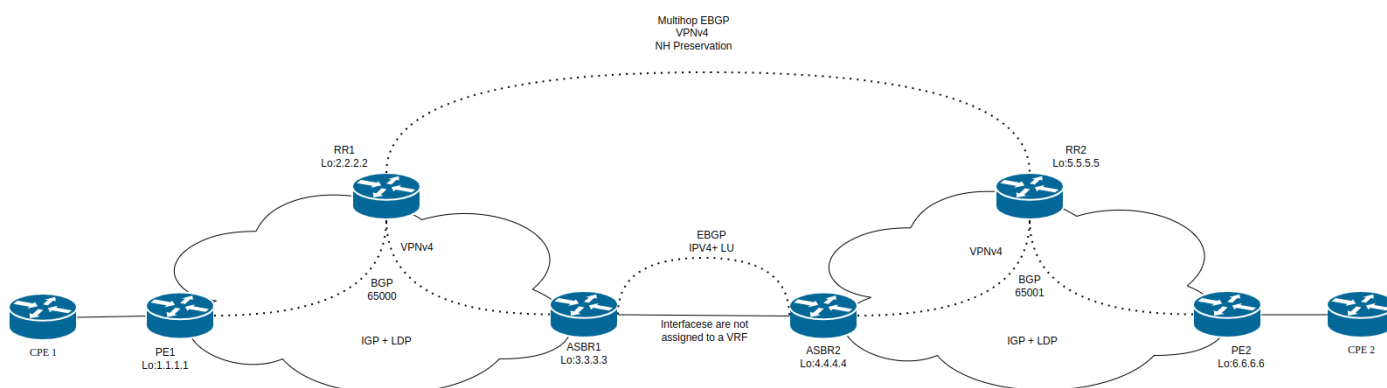 Multihop EBGP
VPNv4
NH Preservation
RR1
Lo:2.2.2.2
RR2
Lo:5.5.5.5
VPNv4
EBGP
IPV4+ LU
VPNv4
BGP
65000
BGP
65001
CPE 1
PE1
Lo:1.1.1.1
IGP + LDP
ASBR1
Lo:3.3.3.3
Interfacese are not
assigned to a VRF
ASBR2
Lo:4.4.4.4
IGP + LDP
PE2
Lo:6.6.6.6
CPE 2